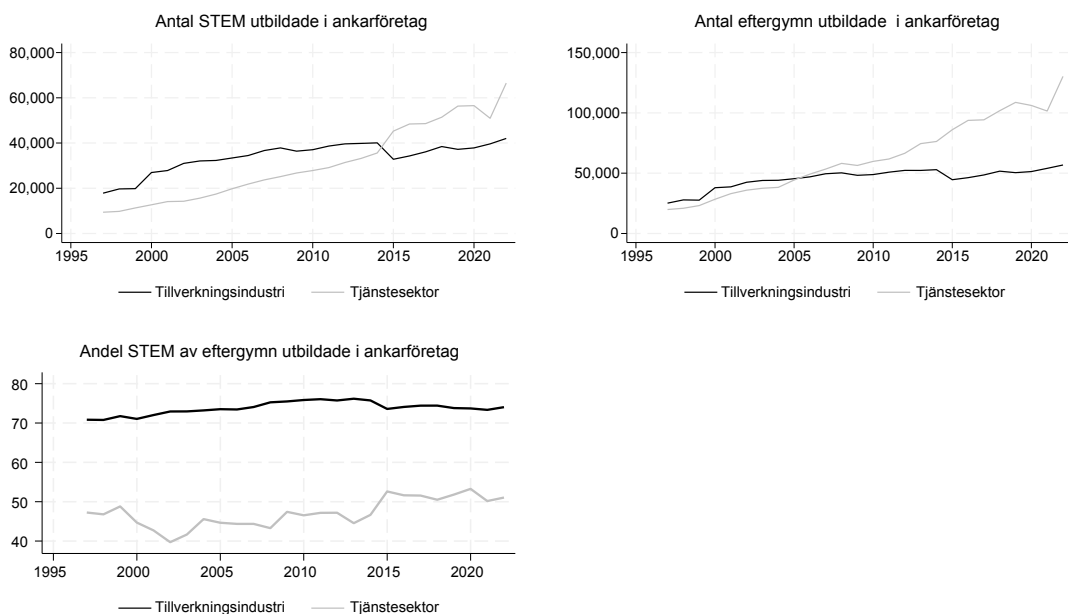 Antal STEM utbildade i ankarföretag
80,000
60,000
40,000
20,000
0
1995 2000 2005 2010 2015 2020
Tillverkningsindustri Tjänstesektor
Antal eftergymn utbildade i ankarföretag
150,000
100,000
50,000
0
1995 2000 2005 2010 2015 2020
Tillverkningsindustri Tjänstesektor
Andel STEM av eftergymn utbildade i ankarföretag
80
70
60
50
40
1995 2000 2005 2010 2015 2020
Tillverkningsindustri Tjänstesektor